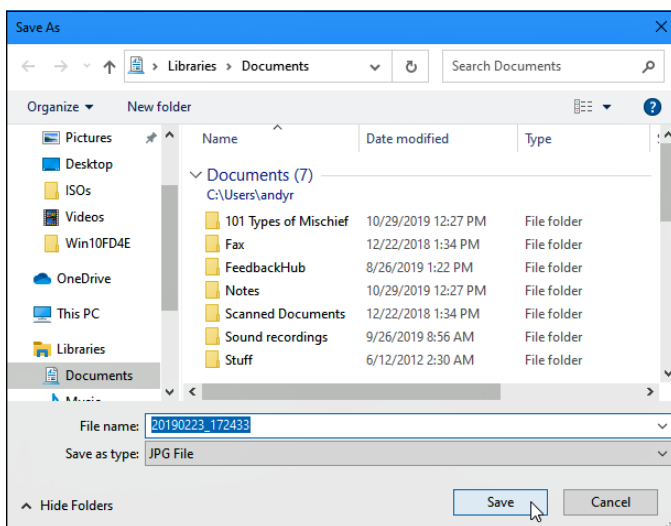 Save As
Libraries > Documents
Search Documents
Organize
New folder
?
Pictures
Desktop
ISOs
Videos
Win10FD4E
OneDrive
This PC
Libraries
Documents
Name
Date modified
Type
Documents (7)
C:\Users\andyr
101 Types of Mischief 10/29/2019 12:27 PM File folder
Fax 12/22/2018 1:34 PM File folder
FeedbackHub 8/26/2019 1:22 PM File folder
Notes 10/29/2019 12:27 PM File folder
Scanned Documents 12/22/2018 1:34 PM File folder
Sound recordings 9/26/2019 8:56 AM File folder
Stuff 6/12/2012 2:30 AM File folder
File name: 20190223_172433
Save as type: JPG File
Hide Folders
Save
Cancel